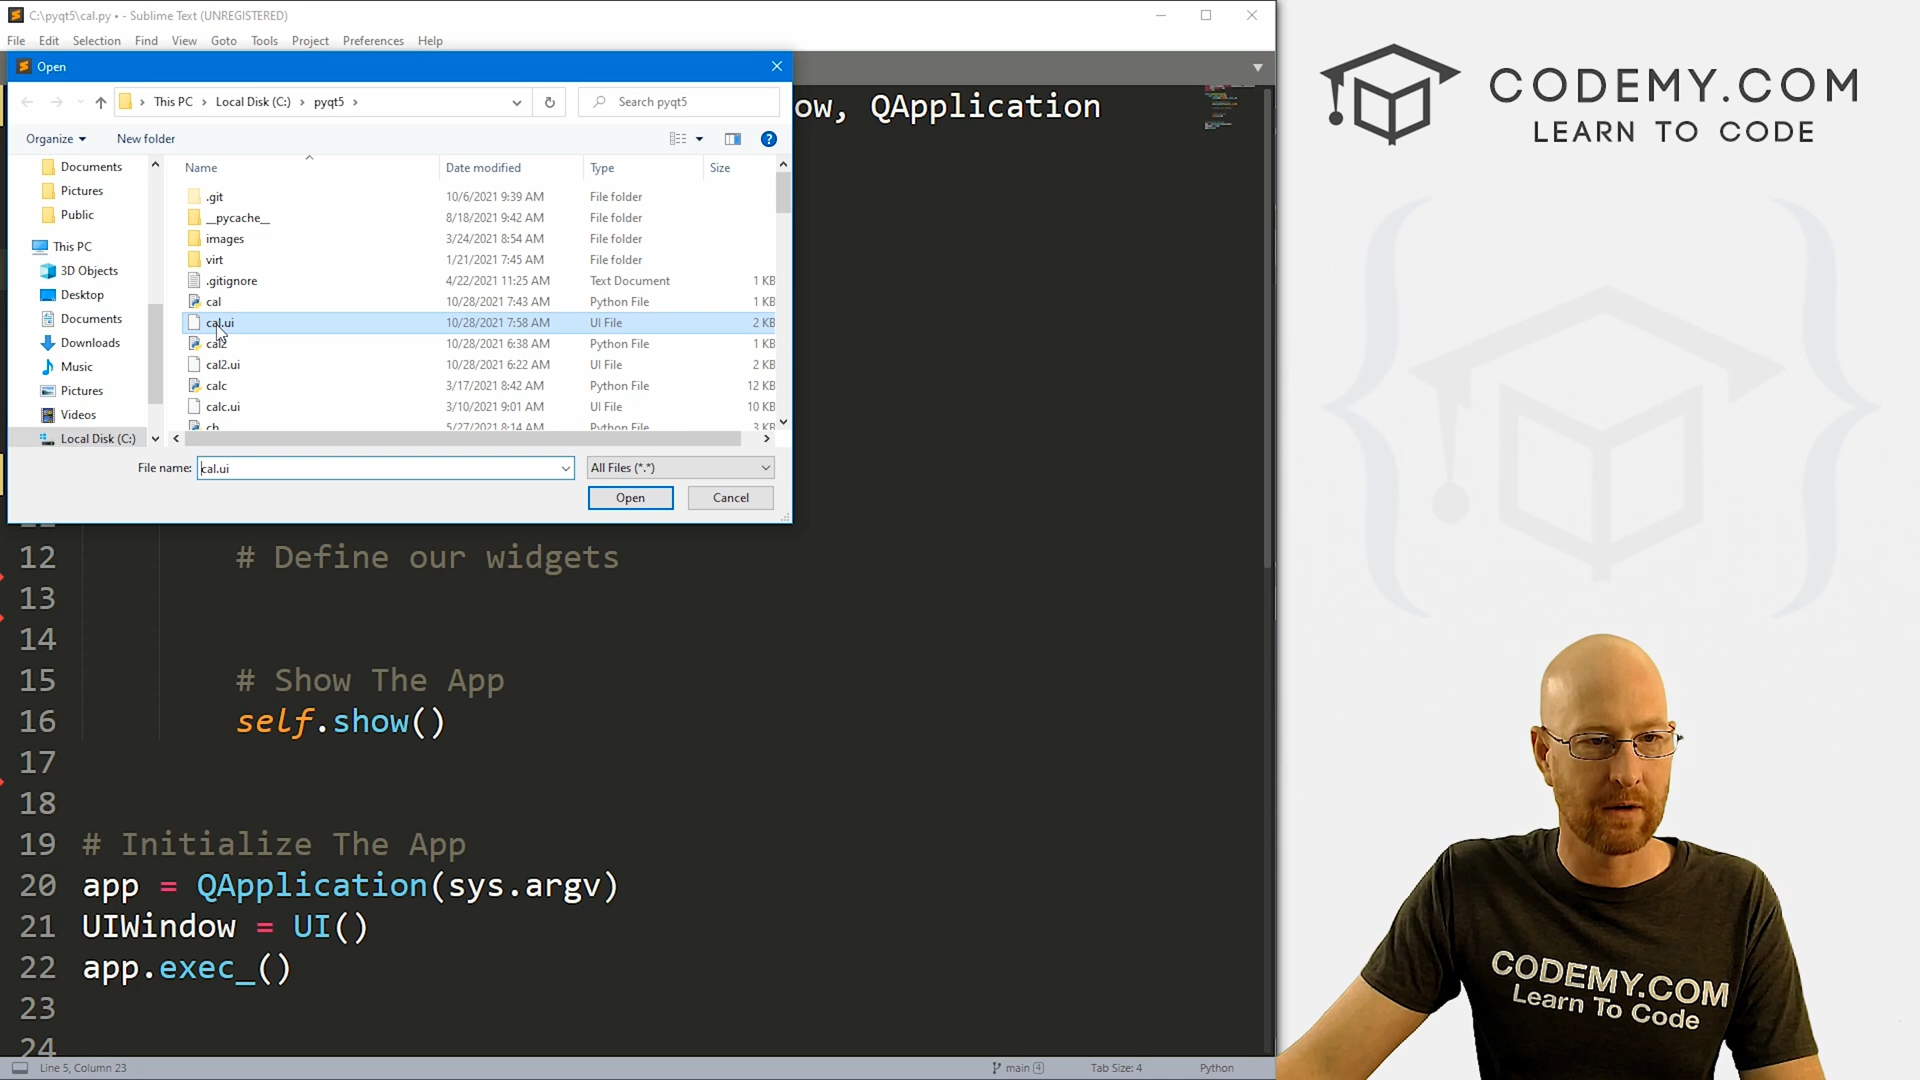 C:\pyqt5\cal.py • - Sublime Text (UNREGISTERED)
File Edit Selection Find View Goto Tools Project Preferences Help
Open
This PC › Local Disk (C:) › pyqt5 ›
Search pyqt5
Organize
New folder
Documents
Pictures
Public
This PC
3D Objects
Desktop
Documents
Downloads
Music
Pictures
Videos
Local Disk (C:)
Name Date modified Type Size
.git 10/6/2021 9:39 AM File folder
__pycache__ 8/18/2021 9:42 AM File folder
images 3/24/2021 8:54 AM File folder
virt 1/21/2021 7:45 AM File folder
.gitignore 4/22/2021 11:25 AM Text Document 1 KB
cal 10/28/2021 7:43 AM Python File 1 KB
cal.ui 10/28/2021 7:58 AM UI File 2 KB
cal2 10/28/2021 6:38 AM Python File 1 KB
cal2.ui 10/28/2021 6:22 AM UI File 2 KB
calc 3/17/2021 8:42 AM Python File 12 KB
calc.ui 3/10/2021 9:01 AM UI File 10 KB
5/27/2021 8:14 AM Python File 3 KB
File name: cal.ui
All Files (*.*)
Open Cancel
ow, QApplication
12 # Define our widgets
13
14
15 # Show The App
16 self.show()
17
18
19 # Initialize The App
20 app = QApplication(sys.argv)
21 UIWindow = UI()
22 app.exec_()
23
24
Line 5, Column 23
main 4
Tab Size: 4
Python
CODEMY.COM
LEARN TO CODE
CODEMY.COM
Learn To Code